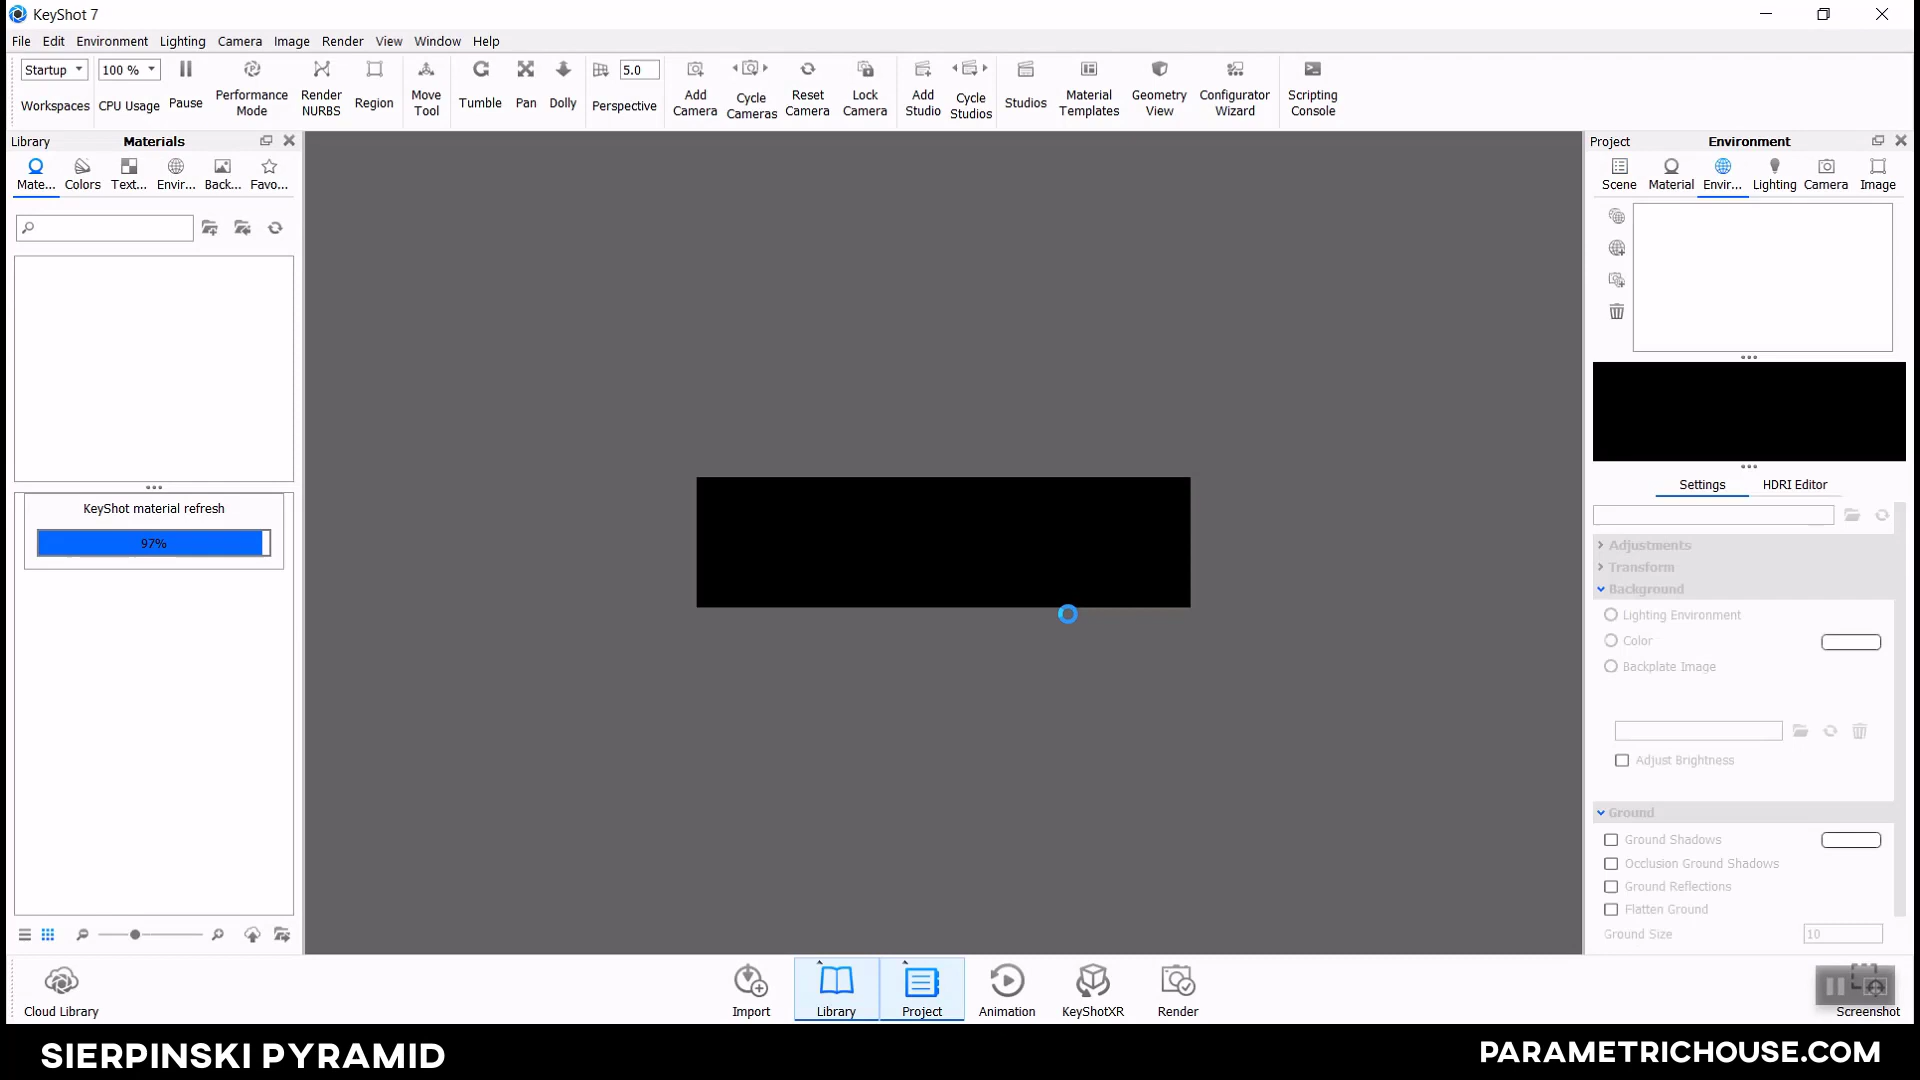 KeyShot 7
File Edit Environment Lighting Camera Image Render View Window Help
Startup 100 % 5.0
Workspaces CPU Usage Pause Performance Mode Render NURBS Region Move Tool Tumble Pan Dolly Perspective Add Camera Cycle Cameras Reset Camera Lock Camera Add Studio Cycle Studios Studios Material Templates Geometry View Configurator Wizard Scripting Console
Library Materials
Mate... Colors Text... Envir... Back... Favo...
KeyShot material refresh
97%
Project Environment
Scene Material Envir... Lighting Camera Image
Settings HDRI Editor
Adjustments
Transform
Background
Lighting Environment
Color
Backplate Image
Adjust Brightness
Ground
Ground Shadows
Occlusion Ground Shadows
Ground Reflections
Flatten Ground
Ground Size 10
Cloud Library Import Library Project Animation KeyShotXR Render Screenshot
SIERPINSKI PYRAMID
PARAMETRICHOUSE.COM